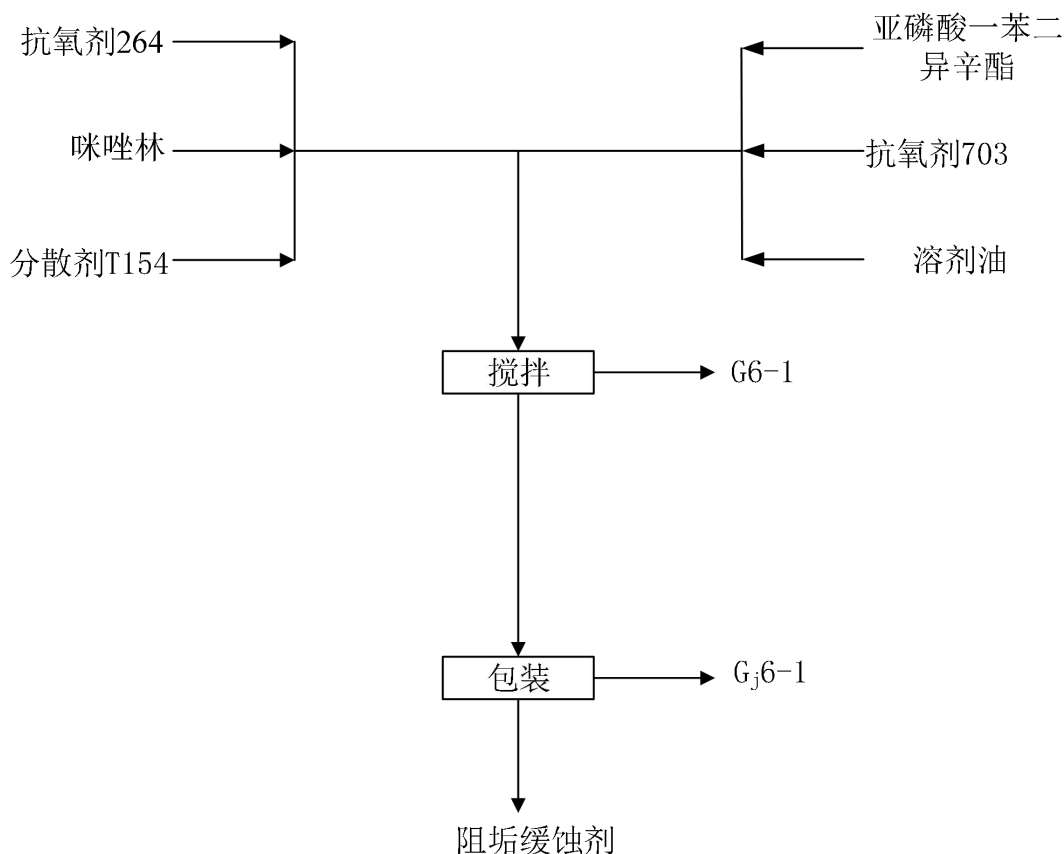 抗氧剂264
亚磷酸一苯二
异辛酯
咪唑林
抗氧剂703
分散剂T154
溶剂油
搅拌
G6-1
包装
Gj6-1
阻垢缓蚀剂